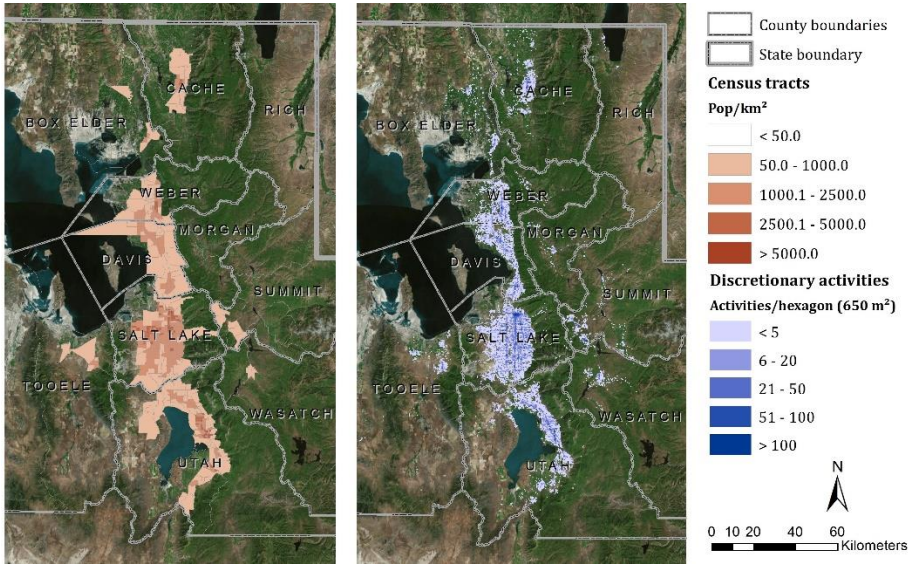 CACHE
RICH
BOX ELDER
WEBER
MORGAN
DAVIS
SUMMIT
SALT LAKE
TOOELE
WASATCH
UTAH
CACHE
RICH
BOX ELDER
WEBER
MORGAN
DAVIS
SUMMIT
SALT LAKE
TOOELE
WASATCH
UTAH
County boundaries
State boundary
Census tracts
Pop/km²
< 50.0
50.0 - 1000.0
1000.1 - 2500.0
2500.1 - 5000.0
> 5000.0
Discretionary activities
Activities/hexagon (650 m²)
< 5
6 - 20
21 - 50
51 - 100
> 100
N
0 10 20 40 60
Kilometers